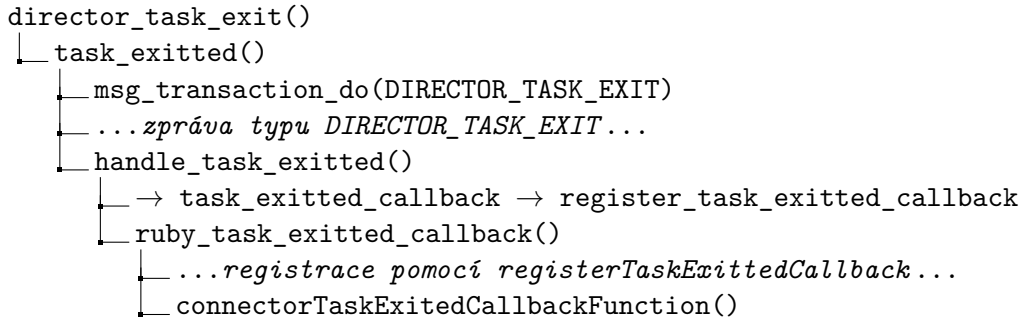 director_task_exit()
task_exitted()
msg_transaction_do(DIRECTOR_TASK_EXIT)
...zpráva typu DIRECTOR_TASK_EXIT...
handle_task_exitted()
→ task_exitted_callback → register_task_exitted_callback
ruby_task_exitted_callback()
...registrace pomocí registerTaskExittedCallback...
connectorTaskExitedCallbackFunction()